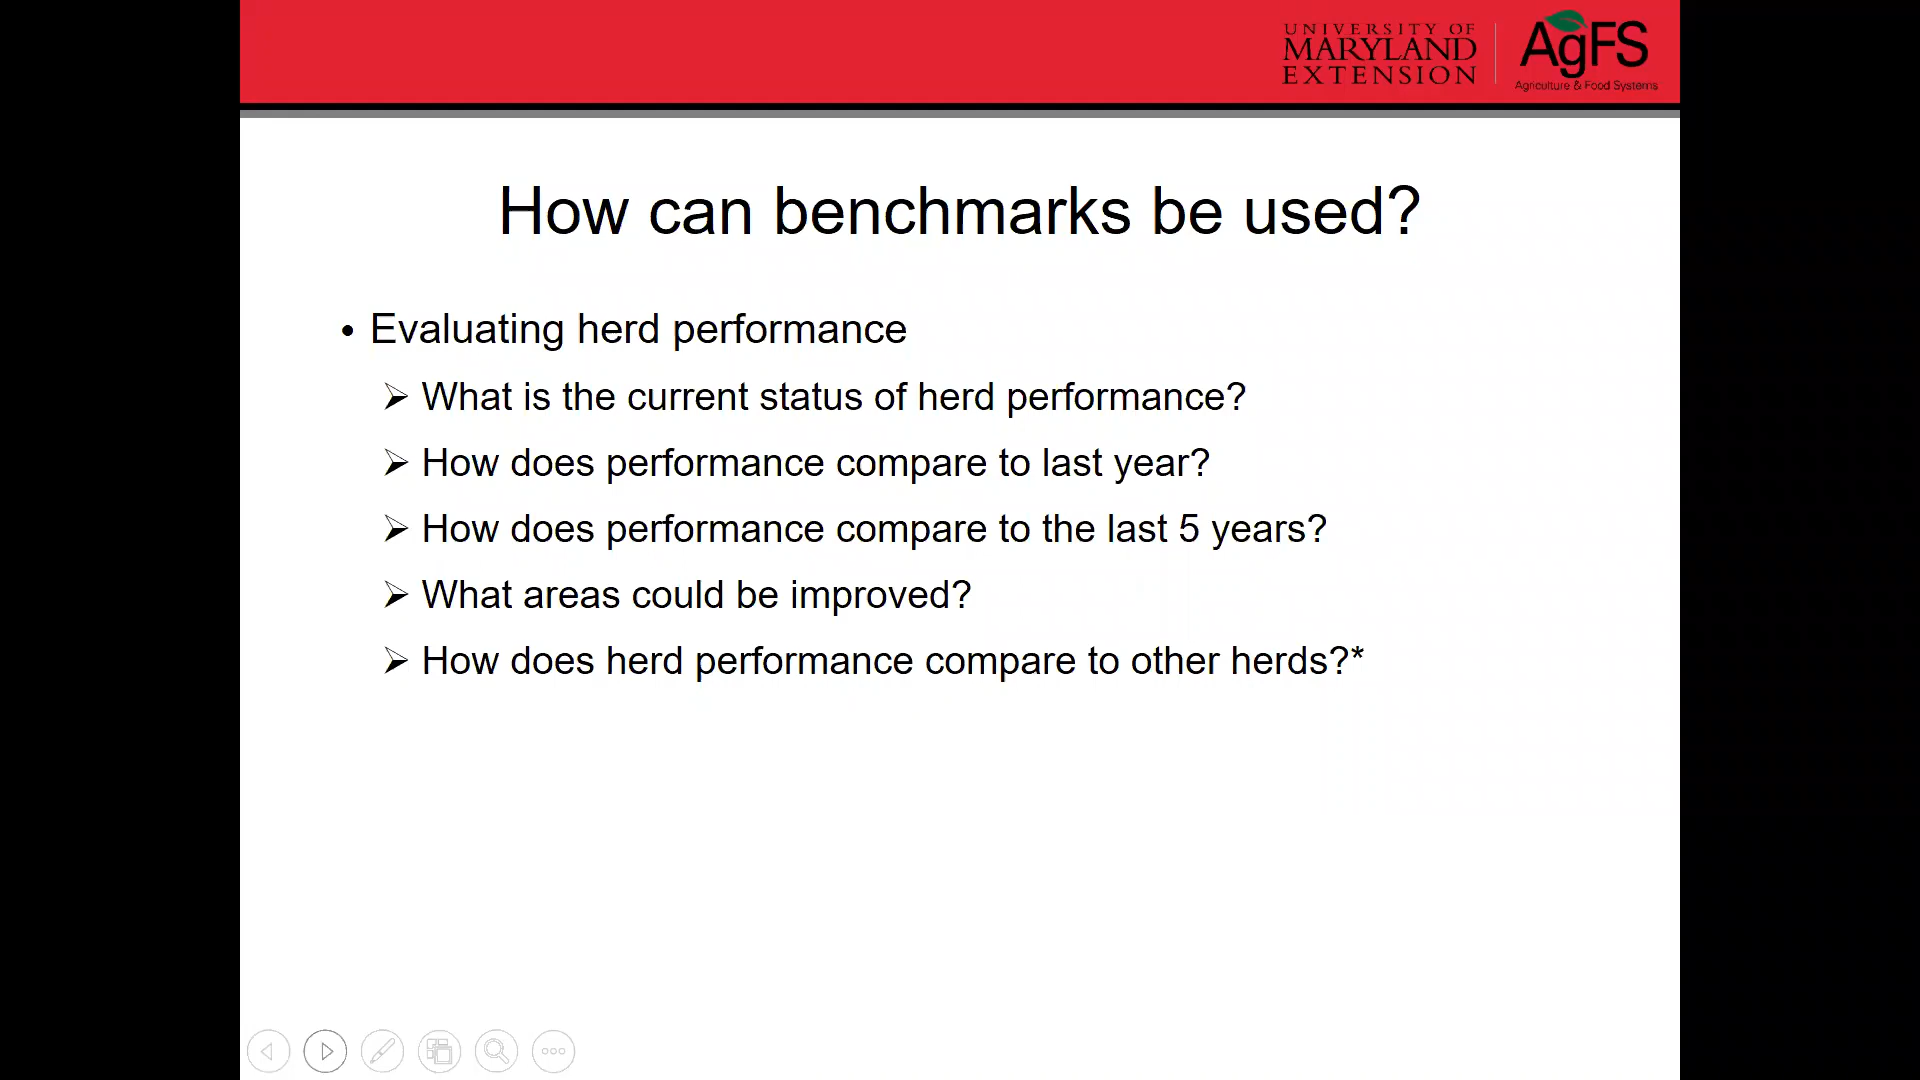 UNIVERSITY OF
MARYLAND
EXTENSION
AgFS
Agriculture & Food Systems
How can benchmarks be used?
• Evaluating herd performance
➢ What is the current status of herd performance?
➢ How does performance compare to last year?
➢ How does performance compare to the last 5 years?
➢ What areas could be improved?
➢ How does herd performance compare to other herds?*